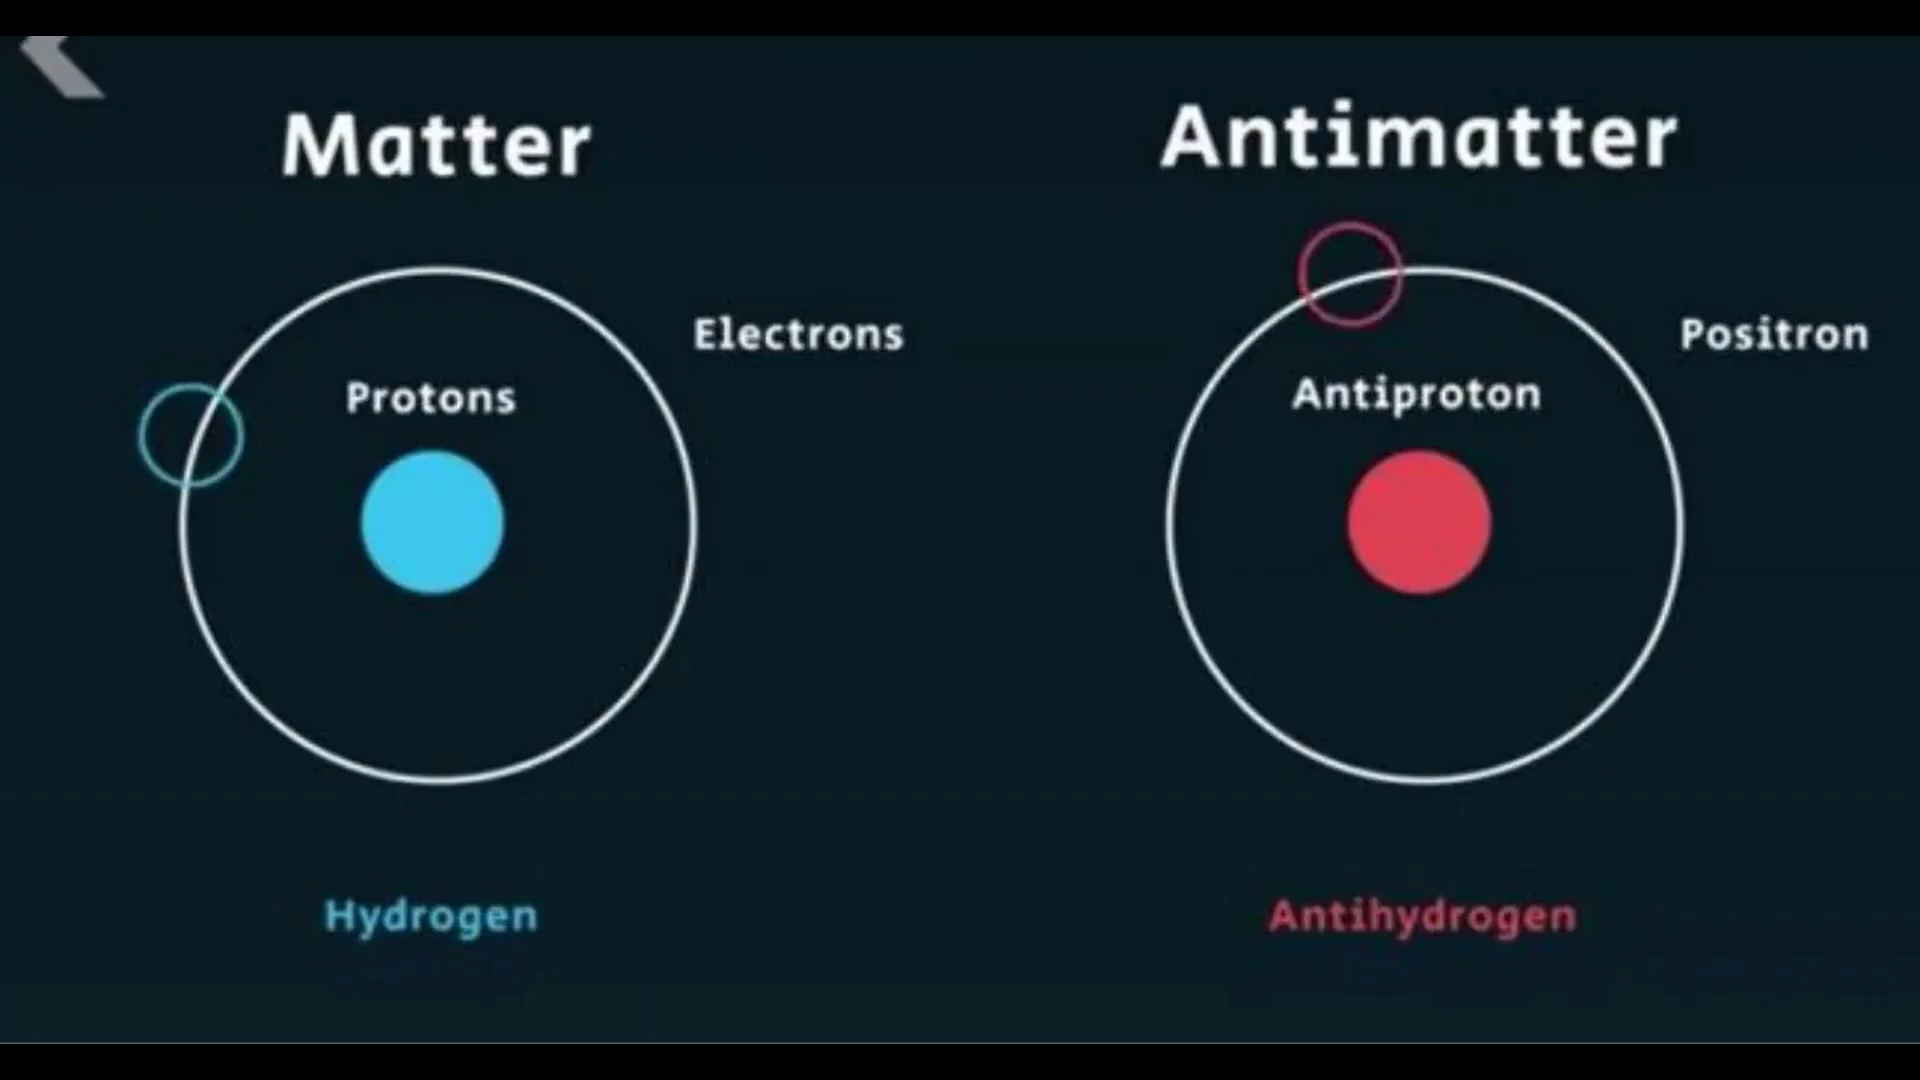 Matter
Electrons
Protons
Hydrogen
Antimatter
Positron
Antiproton
Antihydrogen